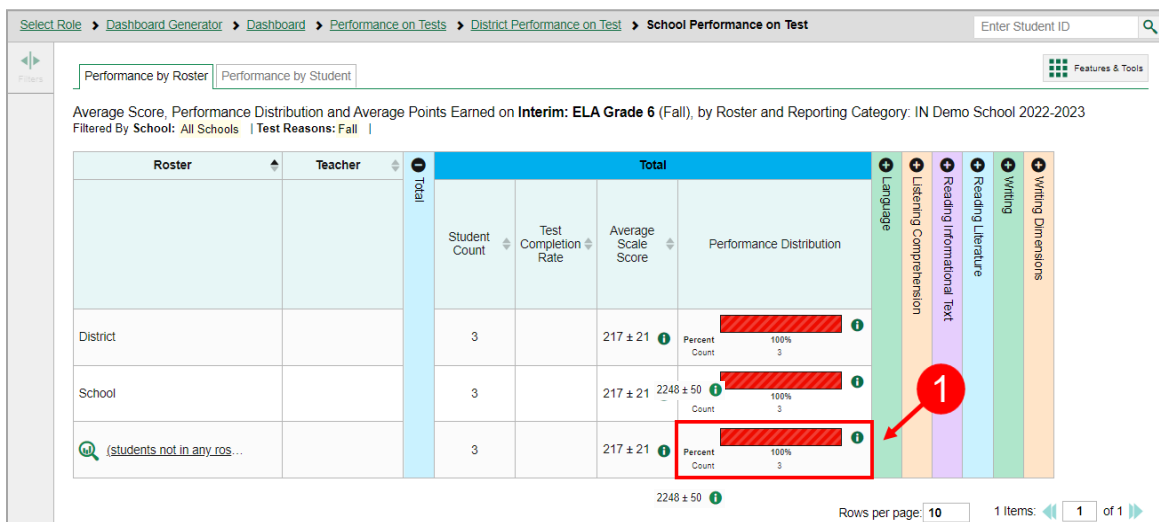 Select Role > Dashboard Generator > Dashboard > Performance on Tests > District Performance on Test > School Performance on Test
Enter Student ID
Filters
Performance by Roster
Performance by Student
Features & Tools
Average Score, Performance Distribution and Average Points Earned on Interim: ELA Grade 6 (Fall), by Roster and Reporting Category: IN Demo School 2022-2023
Filtered By School: All Schools | Test Reasons: Fall |
Roster
Teacher
Total
Total
Student Count
Test Completion Rate
Average Scale Score
Performance Distribution
Language
Listening Comprehension
Reading Informational Text
Reading Literature
Writing
Writing Dimensions
District
3
217 ± 21
Percent 100%
Count 3
School
3
217 ± 21
2248 ± 50
100%
Count 3
1
(students not in any ros...
3
217 ± 21
Percent 100%
Count 3
2248 ± 50
Rows per page: 10
1 Items:
1 of 1